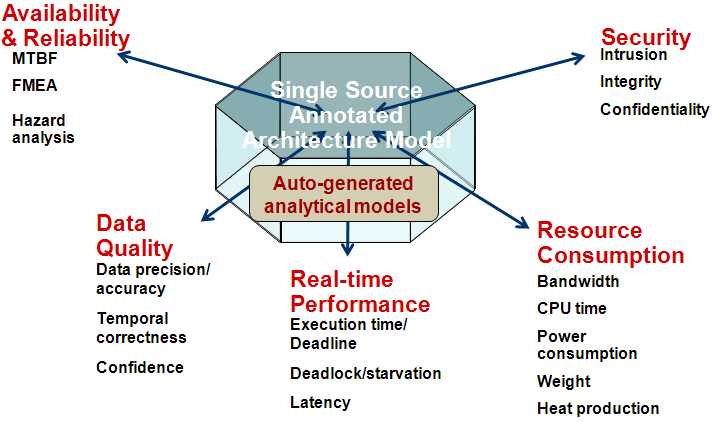 Availability
& Reliability
MTBF
FMEA
Hazard
analysis
Single Source
Annotated
Architecture Model
Auto-generated
analytical models
Security
Intrusion
Integrity
Confidentiality
Data
Quality
Data precision/
accuracy
Temporal
correctness
Confidence
Real-time
Performance
Execution time/
Deadline
Deadlock/starvation
Latency
Resource
Consumption
Bandwidth
CPU time
Power
consumption
Weight
Heat production